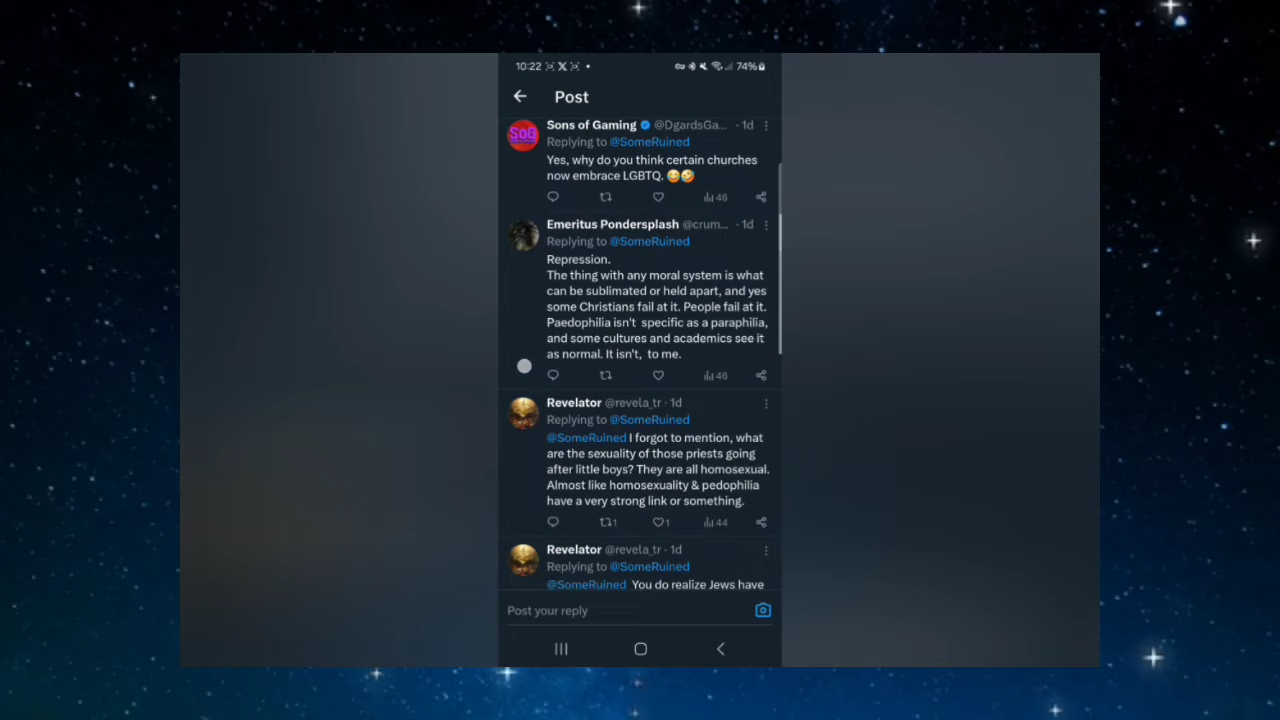 10:22
74%
Post
SoG
Sons of Gaming @DgardsGa... · 1d
Replying to @SomeRuined
Yes, why do you think certain churches
now embrace LGBTQ. 😂🤣
46
Emeritus Pondersplash @crum... · 1d
Replying to @SomeRuined
Repression.
The thing with any moral system is what
can be sublimated or held apart, and yes
some Christians fail at it. People fail at it.
Paedophilia isn't specific as a paraphilia,
and some cultures and academics see it
as normal. It isn't, to me.
46
Revelator @revela_tr · 1d
Replying to @SomeRuined
@SomeRuined I forgot to mention, what
are the sexuality of those priests going
after little boys? They are all homosexual.
Almost like homosexuality & pedophilia
have a very strong link or something.
1 1 44
Revelator @revela_tr · 1d
Replying to @SomeRuined
@SomeRuined You do realize Jews have
Post your reply